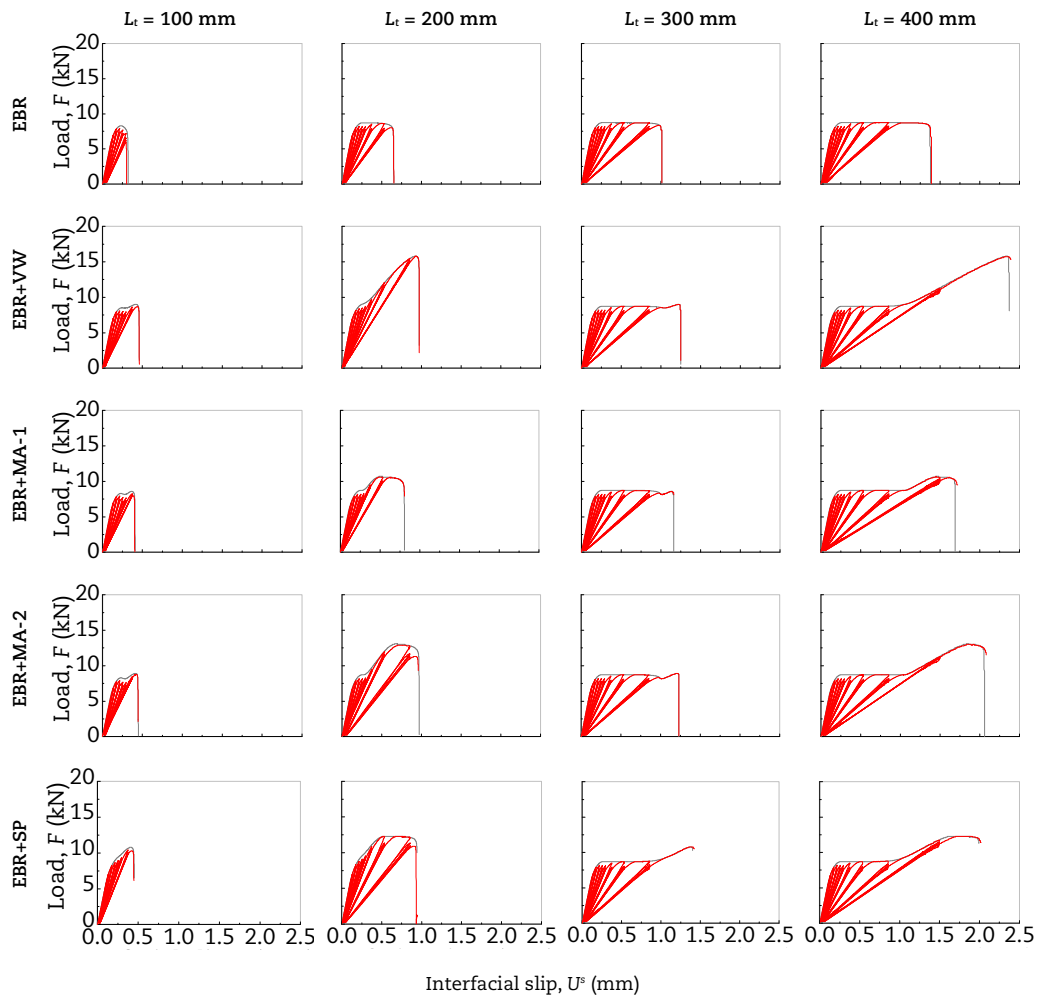 Lₜ = 100 mm Lₜ = 200 mm Lₜ = 300 mm Lₜ = 400 mm
EBR
Load, F (kN)
20
15
10
5
0
EBR+VW
Load, F (kN)
20
15
10
5
0
EBR+MA-1
Load, F (kN)
20
15
10
5
0
EBR+MA-2
Load, F (kN)
20
15
10
5
0
EBR+SP
Load, F (kN)
20
15
10
5
0
0.0 0.5 1.0 1.5 2.0 2.5 0.0 0.5 1.0 1.5 2.0 2.5 0.0 0.5 1.0 1.5 2.0 2.5 0.0 0.5 1.0 1.5 2.0 2.5
Interfacial slip, Uˢ (mm)